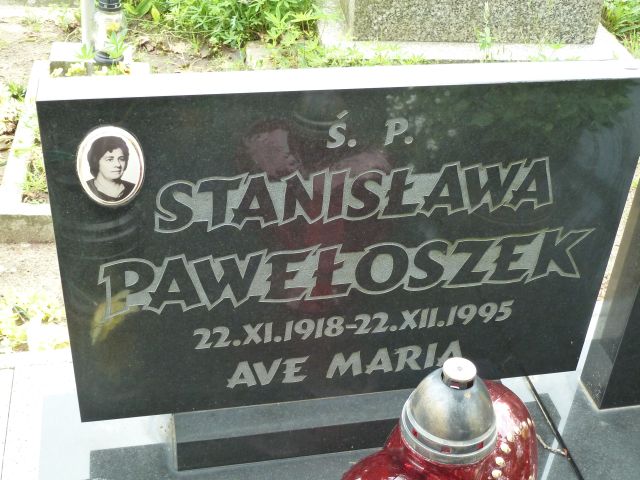 Ś. P.
STANISŁAWA
PAWEŁOSZEK
22.XI.1918-22.XII.1995
AVE MARIA